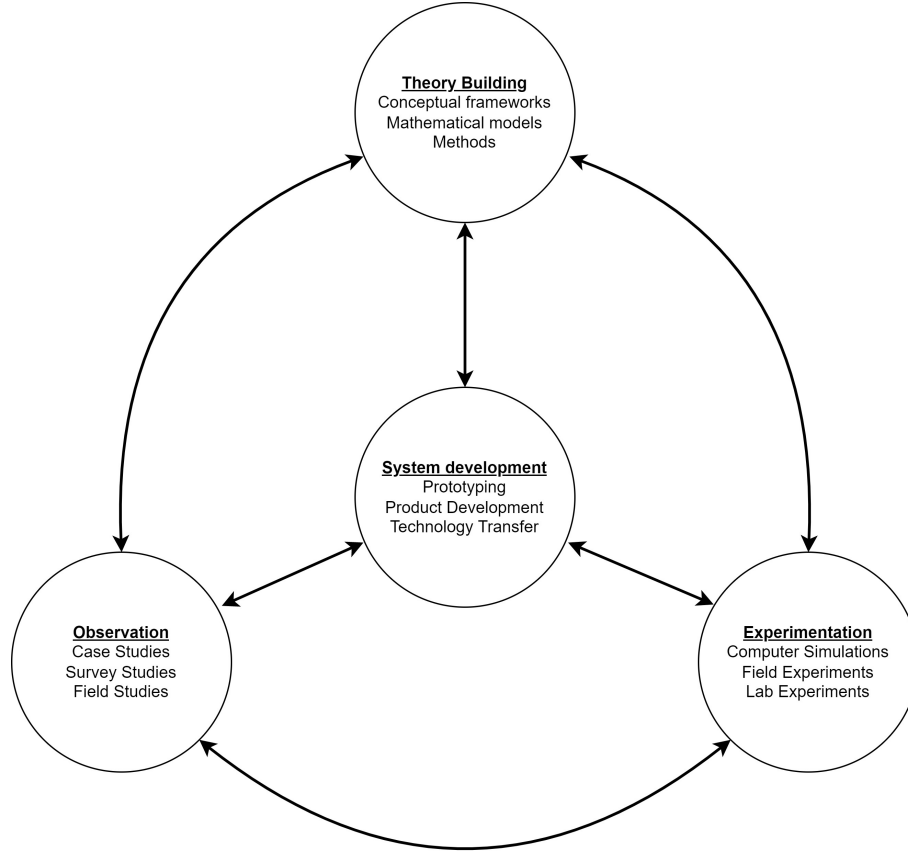 Theory Building
Conceptual frameworks
Mathematical models
Methods
System development
Prototyping
Product Development
Technology Transfer
Observation
Case Studies
Survey Studies
Field Studies
Experimentation
Computer Simulations
Field Experiments
Lab Experiments